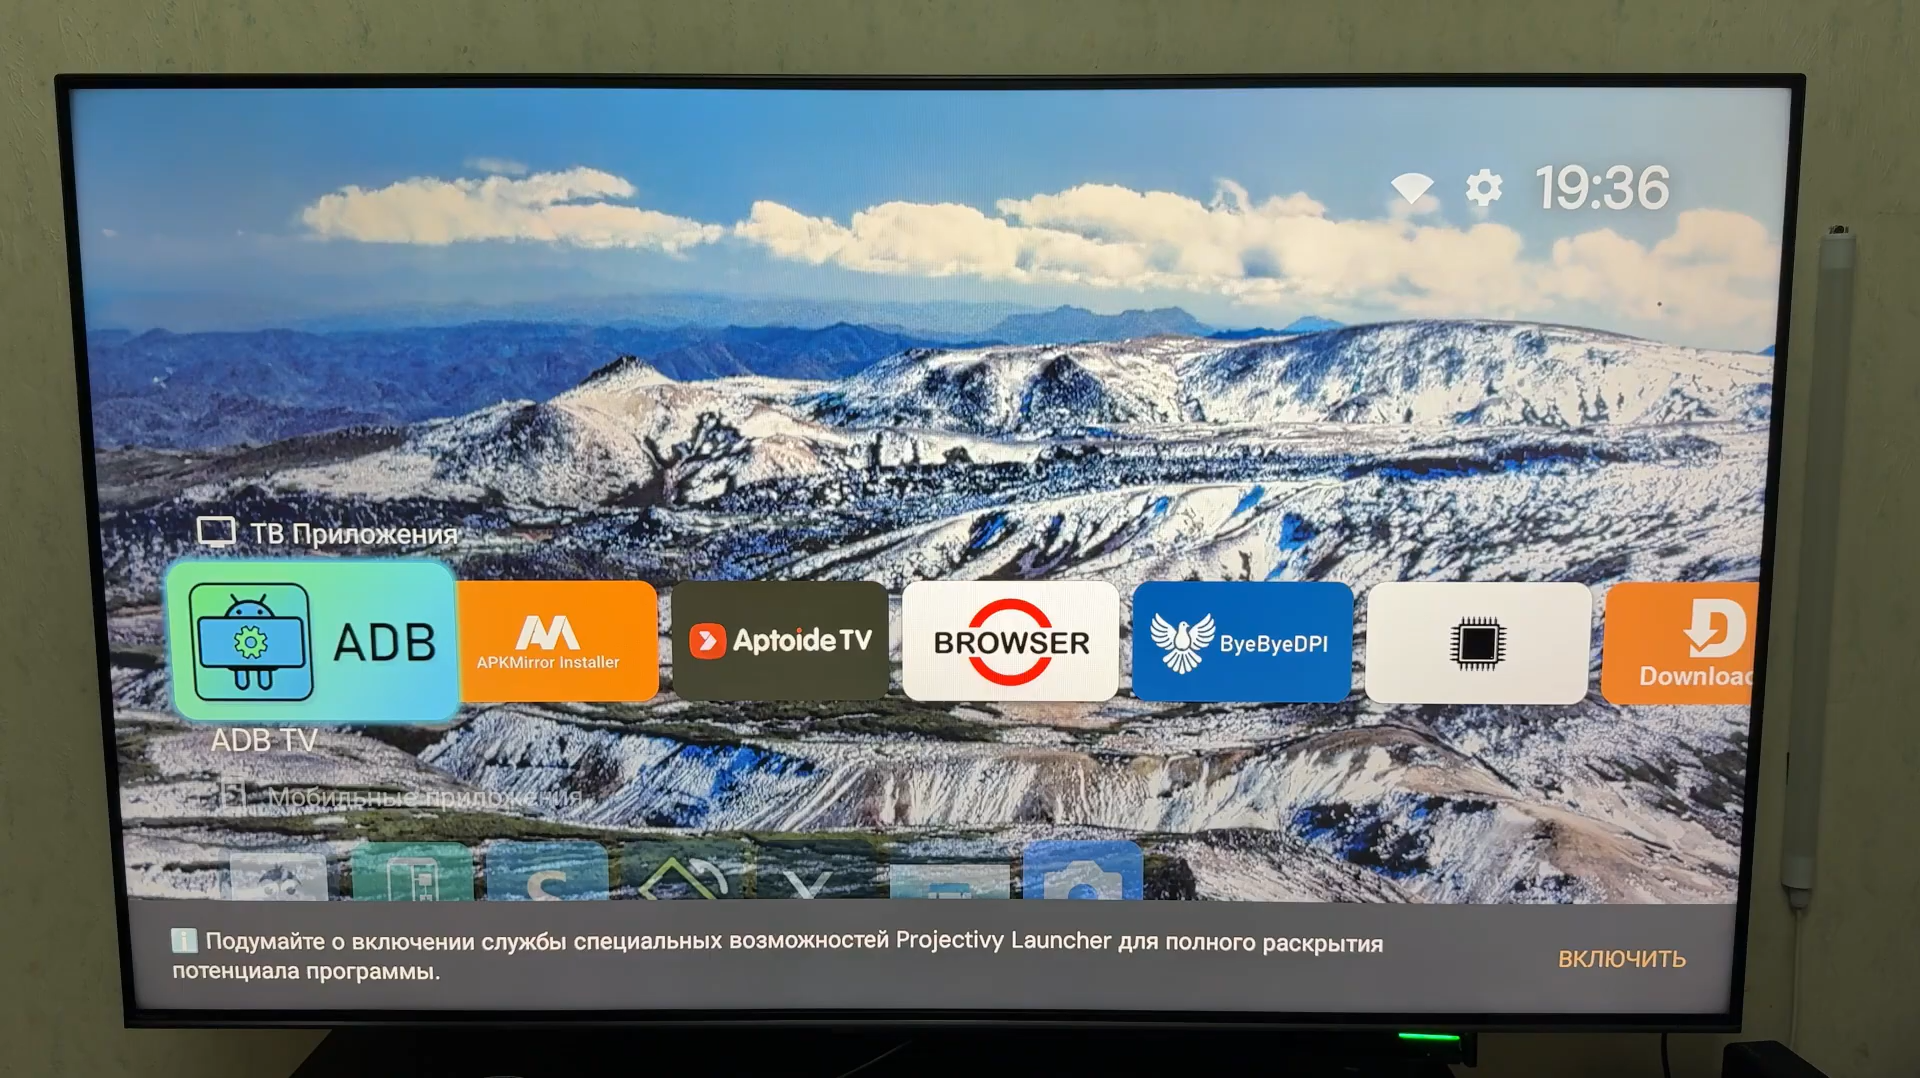 19:36
ТВ Приложения
ADB
APKMirror Installer
Aptoide TV
BROWSER
ByeByeDPI
Downloac
ADB TV
Мобильные приложения
Подумайте о включении службы специальных возможностей Projectivy Launcher для полного раскрытия
потенциала программы.
ВКЛЮЧИТЬ